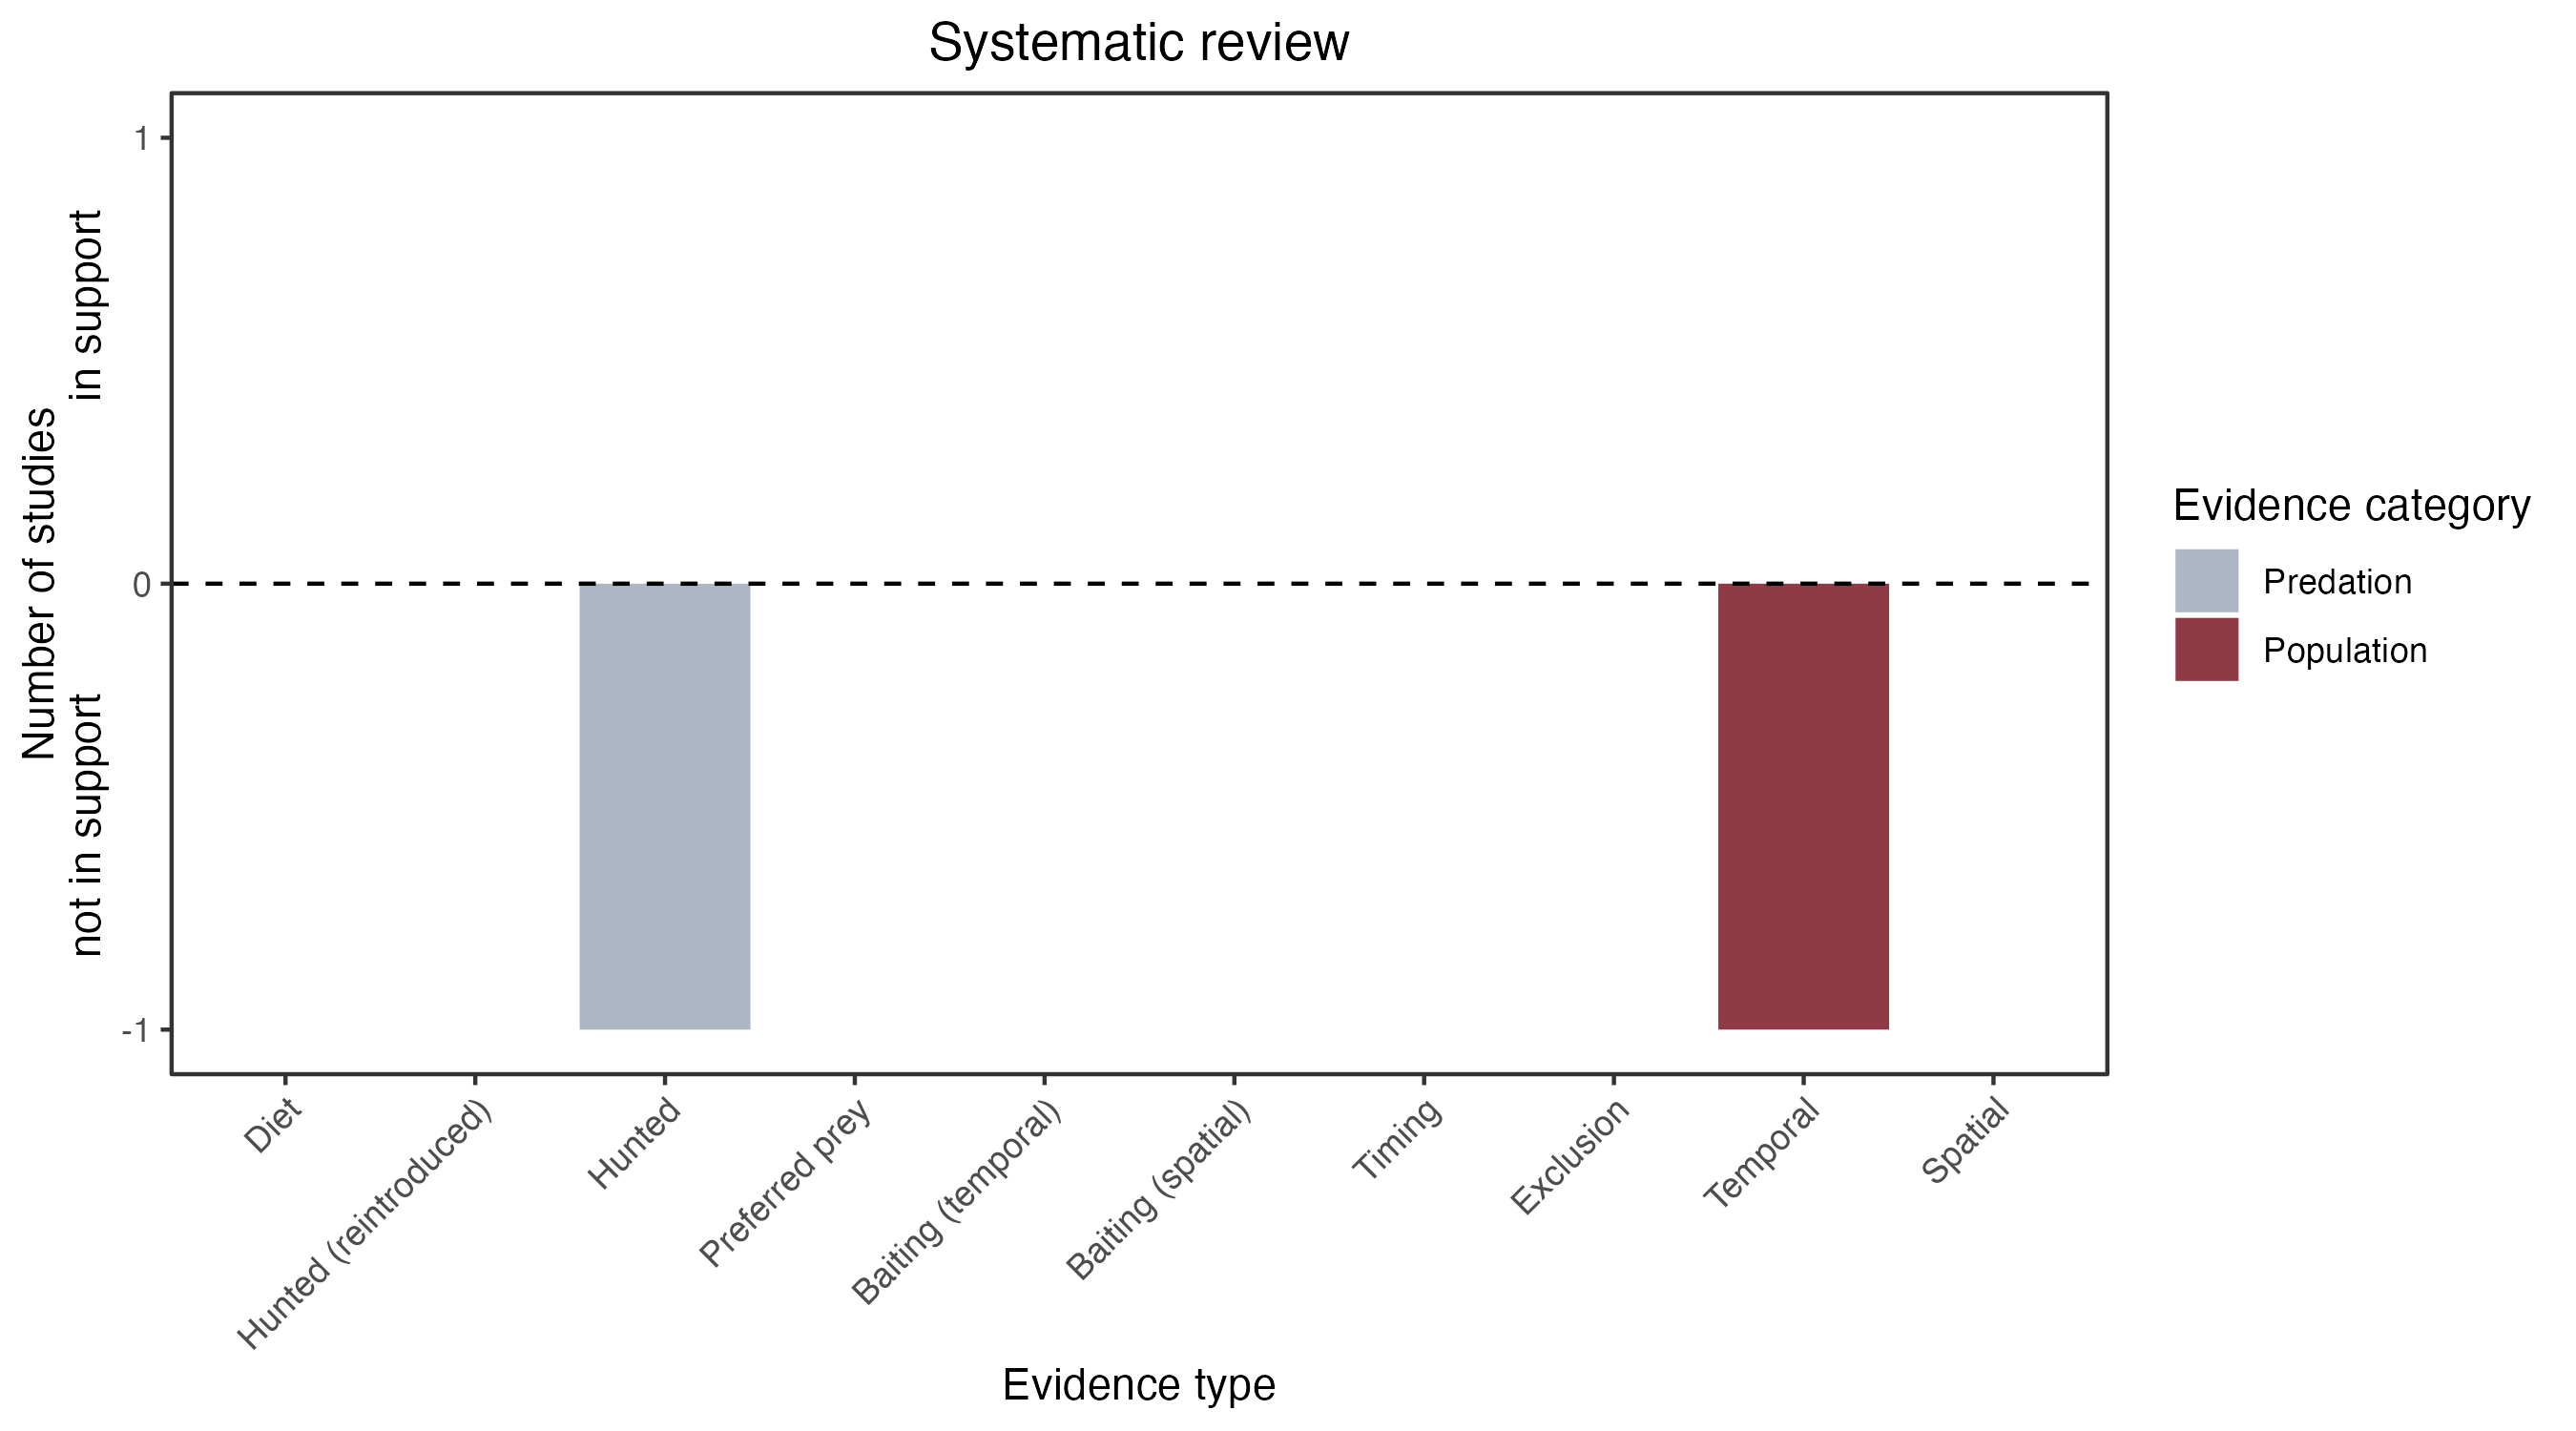 Systematic review
Number of studies
in support
not in support
1
0
-1
Diet
Hunted (reintroduced)
Hunted
Preferred prey
Baiting (temporal)
Baiting (spatial)
Timing
Exclusion
Temporal
Spatial
Evidence type
Evidence category
Predation
Population